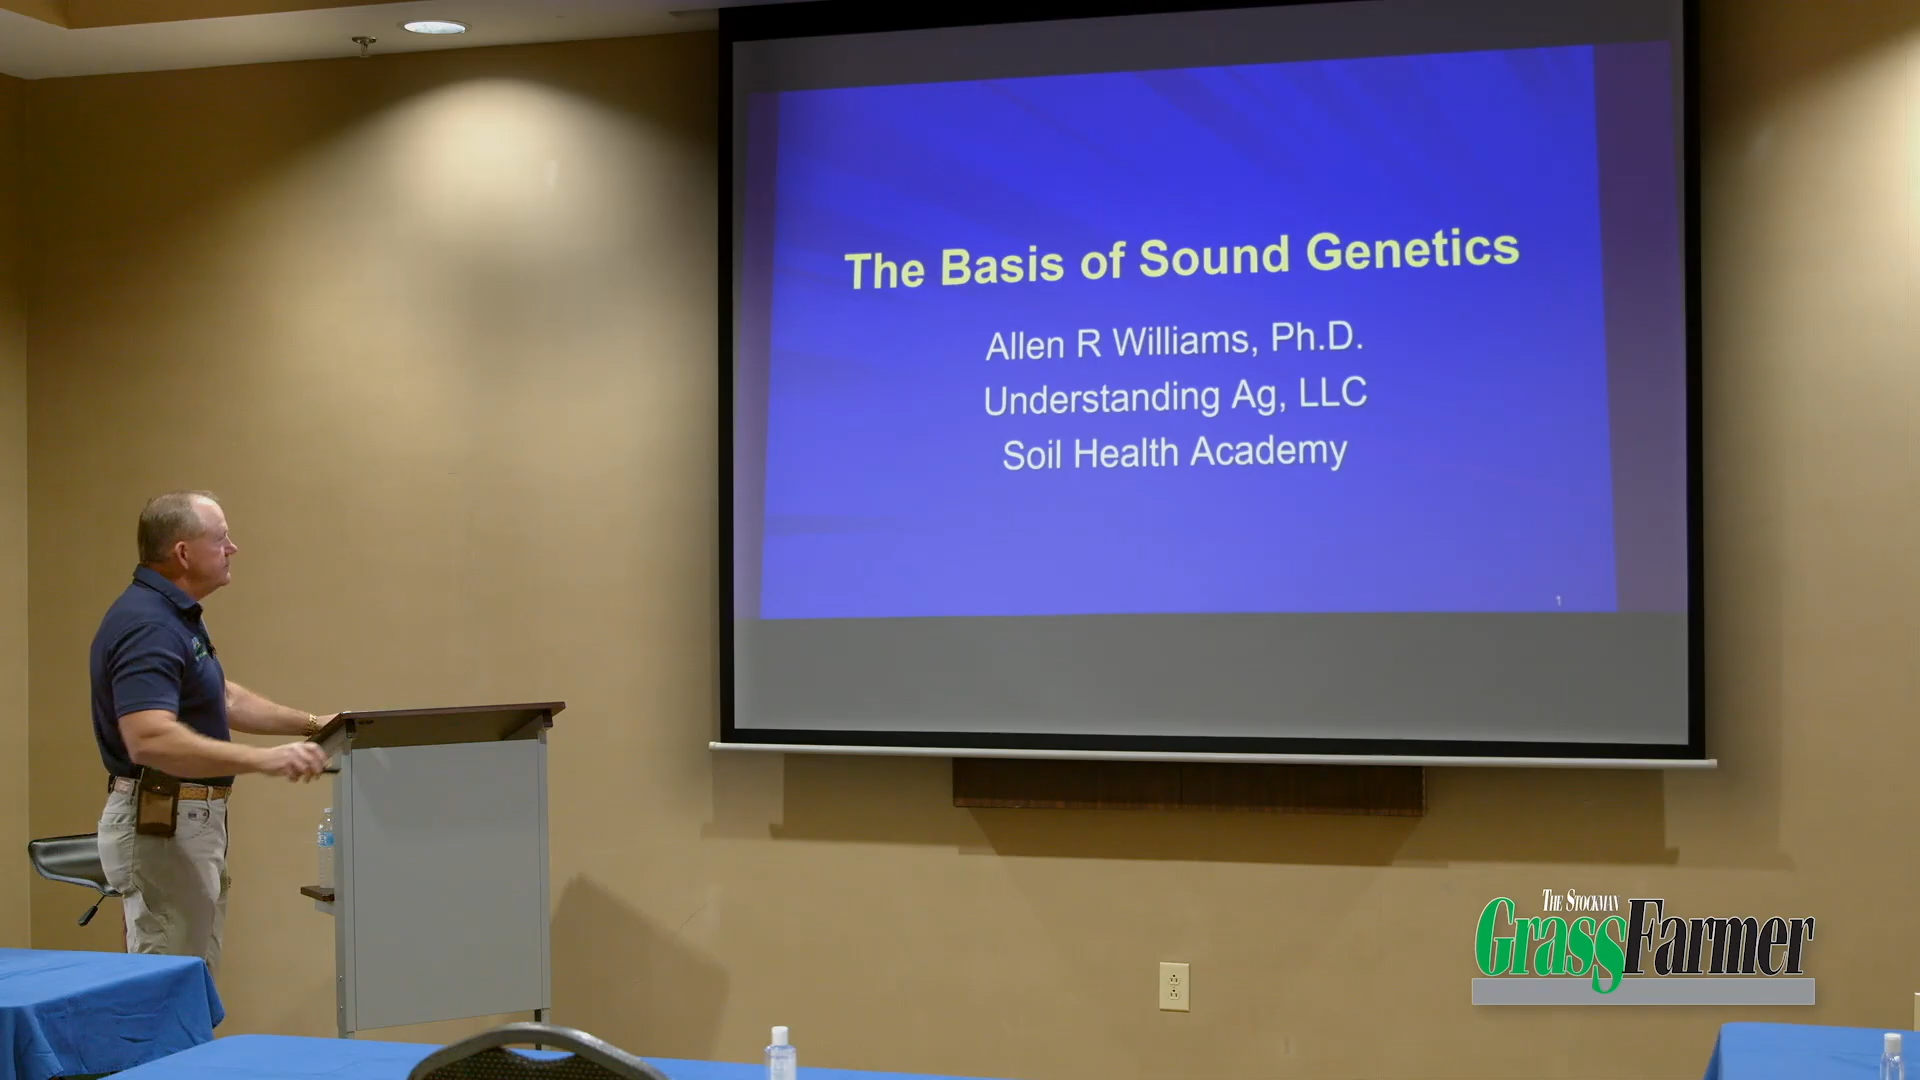 The Basis of Sound Genetics
Allen R Williams, Ph.D.
Understanding Ag, LLC
Soil Health Academy
1
The Stockman
GrassFarmer